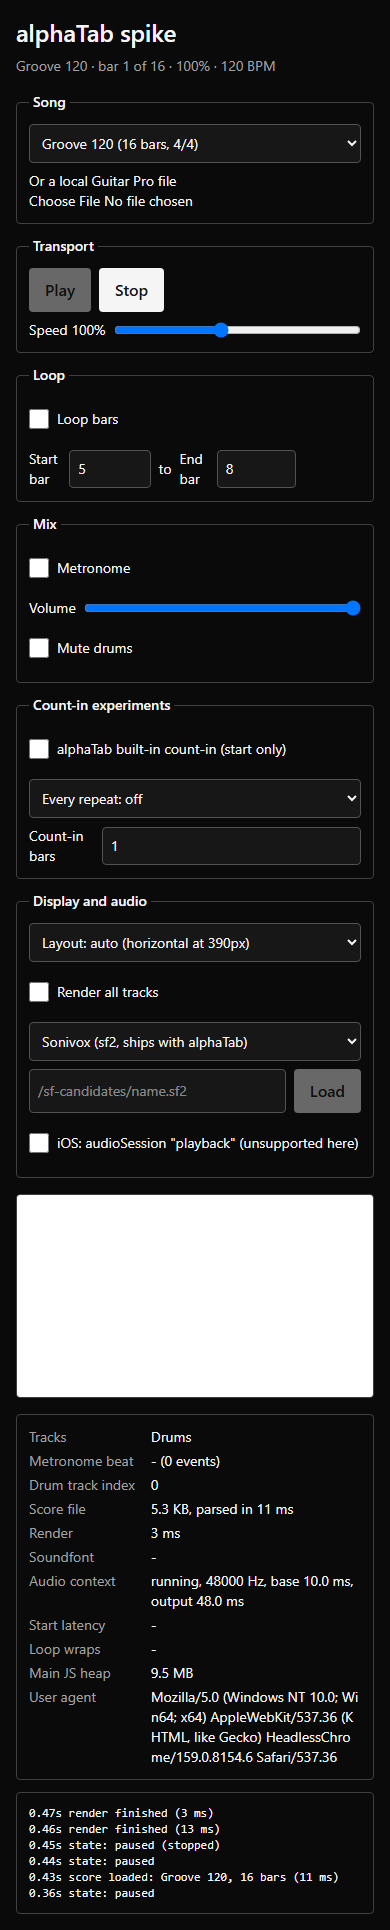 alphaTab spike
Groove 120 · bar 1 of 16 · 100% · 120 BPM
Song
Groove 120 (16 bars, 4/4)
Or a local Guitar Pro file
Choose File No file chosen
Transport
Play Stop
Speed 100%
Loop
Loop bars
Start bar 5 to End bar 8
Mix
Metronome
Volume
Mute drums
Count-in experiments
alphaTab built-in count-in (start only)
Every repeat: off
Count-in bars 1
Display and audio
Layout: auto (horizontal at 390px)
Render all tracks
Sonivox (sf2, ships with alphaTab)
/sf-candidates/name.sf2 Load
iOS: audioSession "playback" (unsupported here)
Tracks Drums
Metronome beat - (0 events)
Drum track index 0
Score file 5.3 KB, parsed in 11 ms
Render 3 ms
Soundfont -
Audio context running, 48000 Hz, base 10.0 ms,
output 48.0 ms
Start latency -
Loop wraps -
Main JS heap 9.5 MB
User agent Mozilla/5.0 (Windows NT 10.0; Wi
n64; x64) AppleWebKit/537.36 (K
HTML, like Gecko) HeadlessChro
me/159.0.8154.6 Safari/537.36
0.47s render finished (3 ms)
0.46s render finished (13 ms)
0.45s state: paused (stopped)
0.44s state: paused
0.43s score loaded: Groove 120, 16 bars (11 ms)
0.36s state: paused